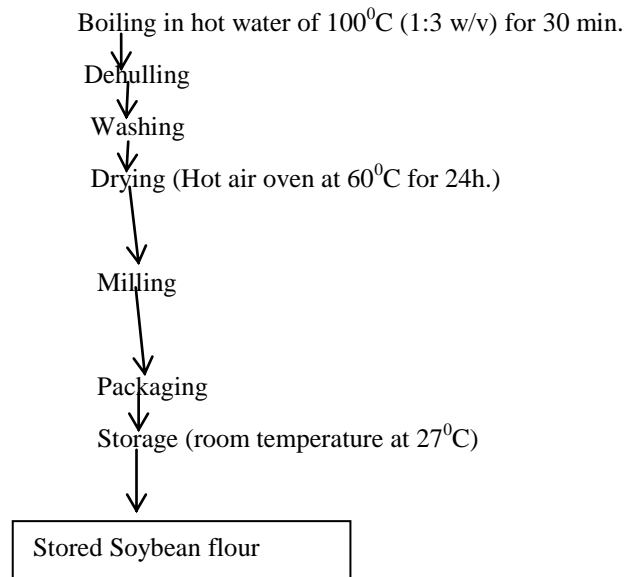 Boiling in hot water of 100⁰C (1:3 w/v) for 30 min.
Dehulling
Washing
Drying (Hot air oven at 60⁰C for 24h.)
Milling
Packaging
Storage (room temperature at 27⁰C)
Stored Soybean flour